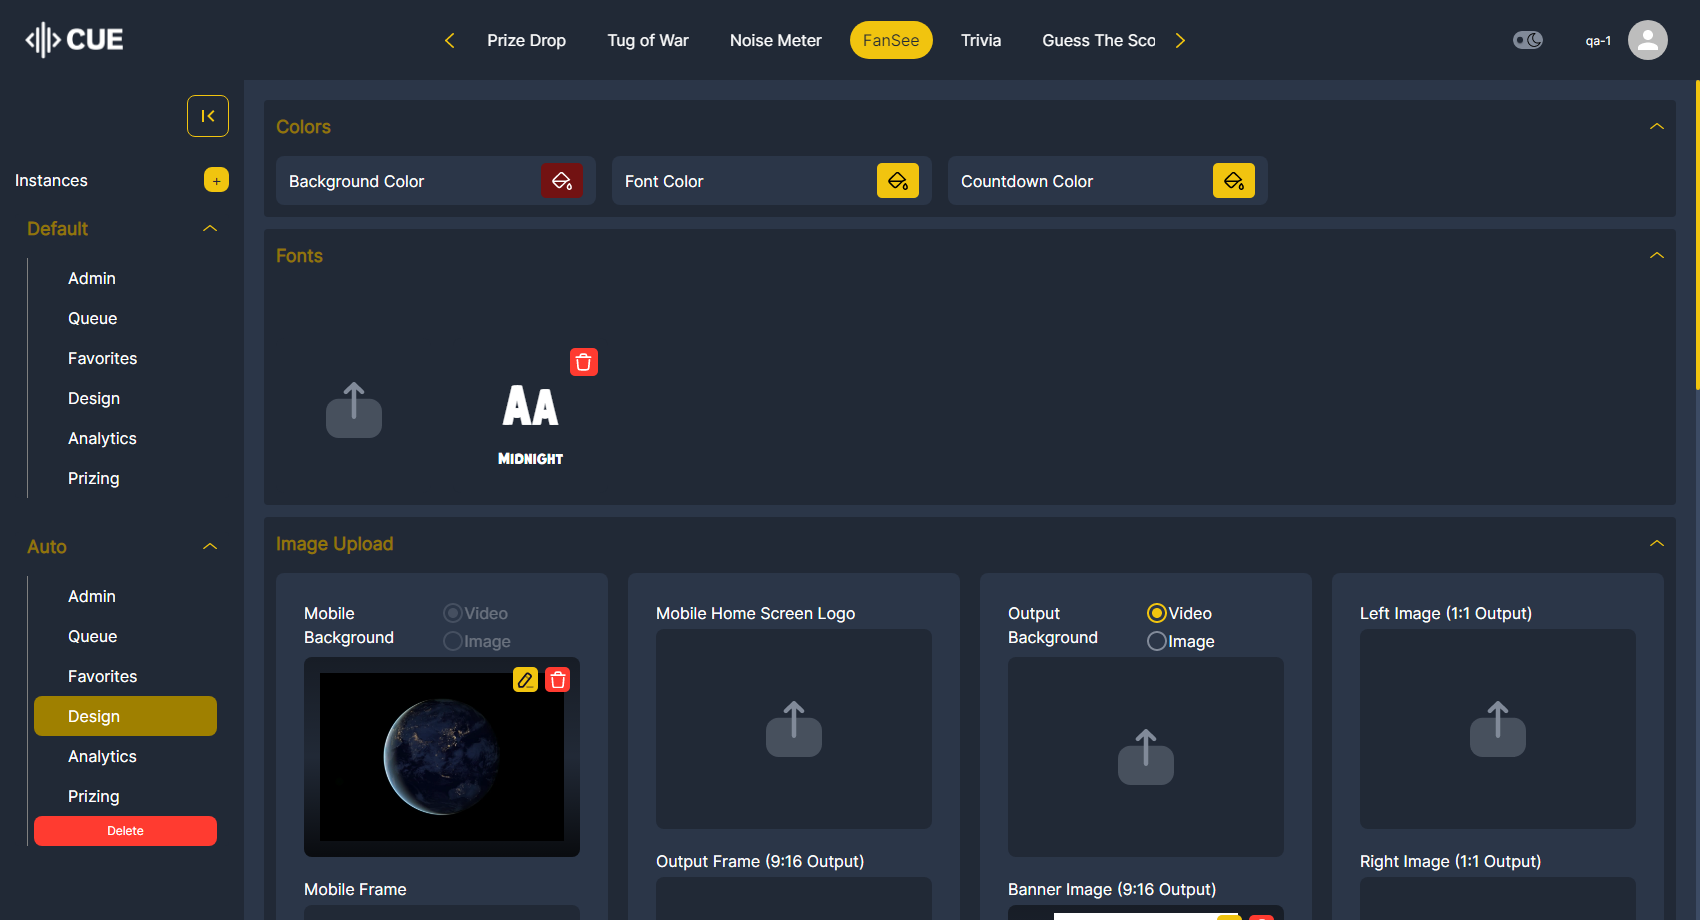 CUE
Prize Drop
Tug of War
Noise Meter
FanSee
Trivia
Guess The Sco
qa-1
Instances
+
Default
Admin
Queue
Favorites
Design
Analytics
Prizing
Auto
Admin
Queue
Favorites
Design
Analytics
Prizing
Delete
Colors
Background Color
Font Color
Countdown Color
Fonts
AA
MIDNIGHT
Image Upload
Mobile
Background
Video
Image
Mobile Frame
Mobile Home Screen Logo
Output Frame (9:16 Output)
Output
Background
Video
Image
Banner Image (9:16 Output)
Left Image (1:1 Output)
Right Image (1:1 Output)